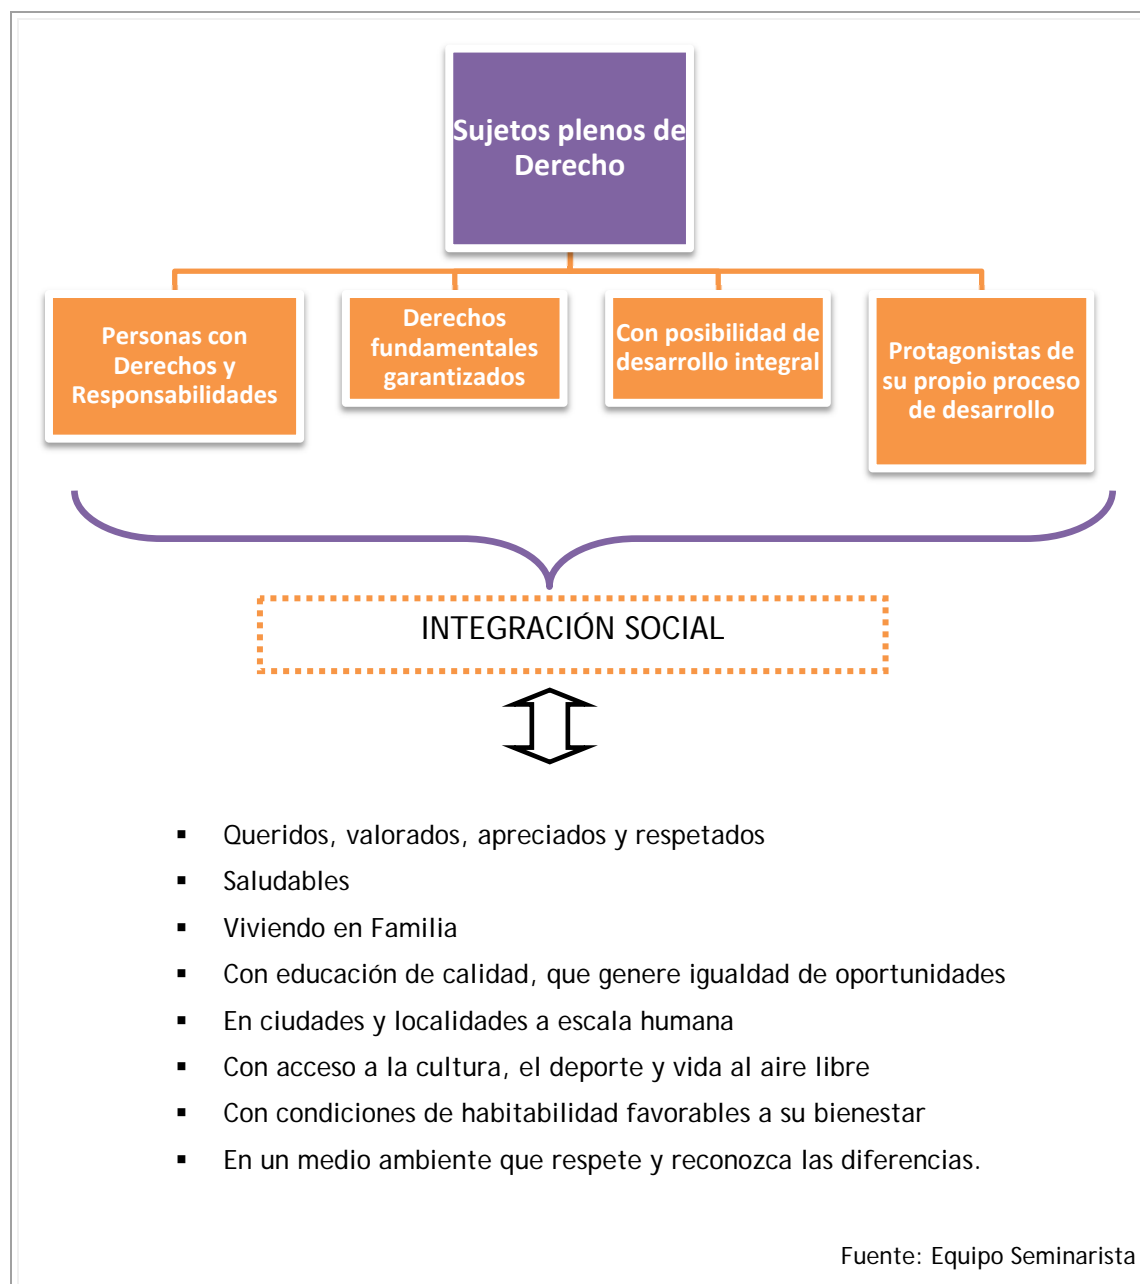 Sujetos plenos de
Derecho
Personas con
Derechos y
Responsabilidades
Derechos
fundamentales
garantizados
Con posibilidad de
desarrollo integral
Protagonistas de
su propio proceso
de desarrollo
INTEGRACIÓN SOCIAL
▪ Queridos, valorados, apreciados y respetados
▪ Saludables
▪ Viviendo en Familia
▪ Con educación de calidad, que genere igualdad de oportunidades
▪ En ciudades y localidades a escala humana
▪ Con acceso a la cultura, el deporte y vida al aire libre
▪ Con condiciones de habitabilidad favorables a su bienestar
▪ En un medio ambiente que respete y reconozca las diferencias.
Fuente: Equipo Seminarista